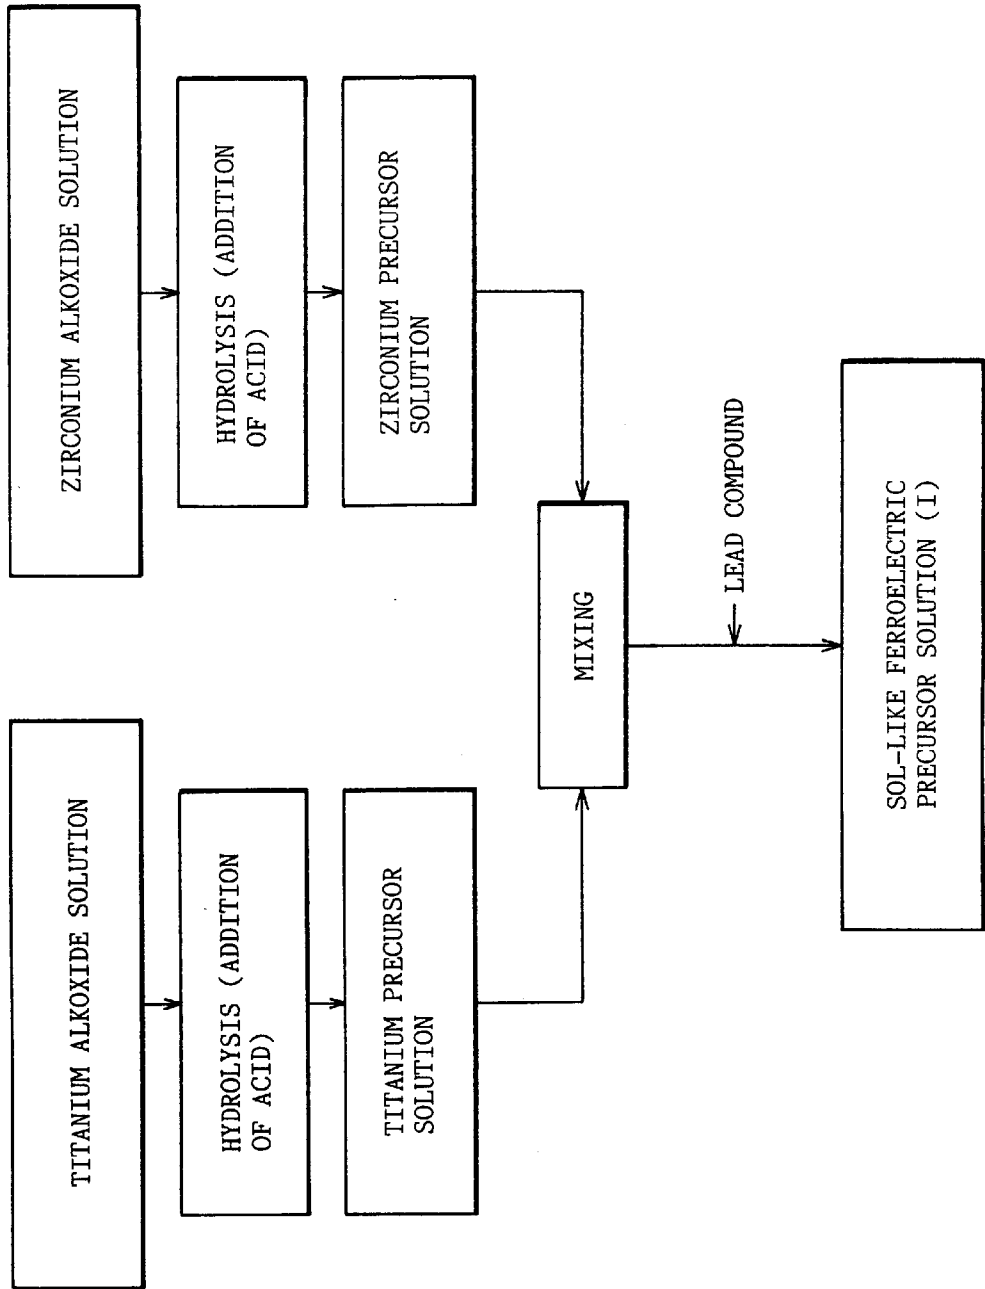 TITANIUM ALKOXIDE SOLUTION
HYDROLYSIS (ADDITION
OF ACID)
TITANIUM PRECURSOR
SOLUTION
ZIRCONIUM ALKOXIDE SOLUTION
HYDROLYSIS (ADDITION
OF ACID)
ZIRCONIUM PRECURSOR
SOLUTION
MIXING
LEAD COMPOUND
SOL-LIKE FERROELECTRIC
PRECURSOR SOLUTION (I)